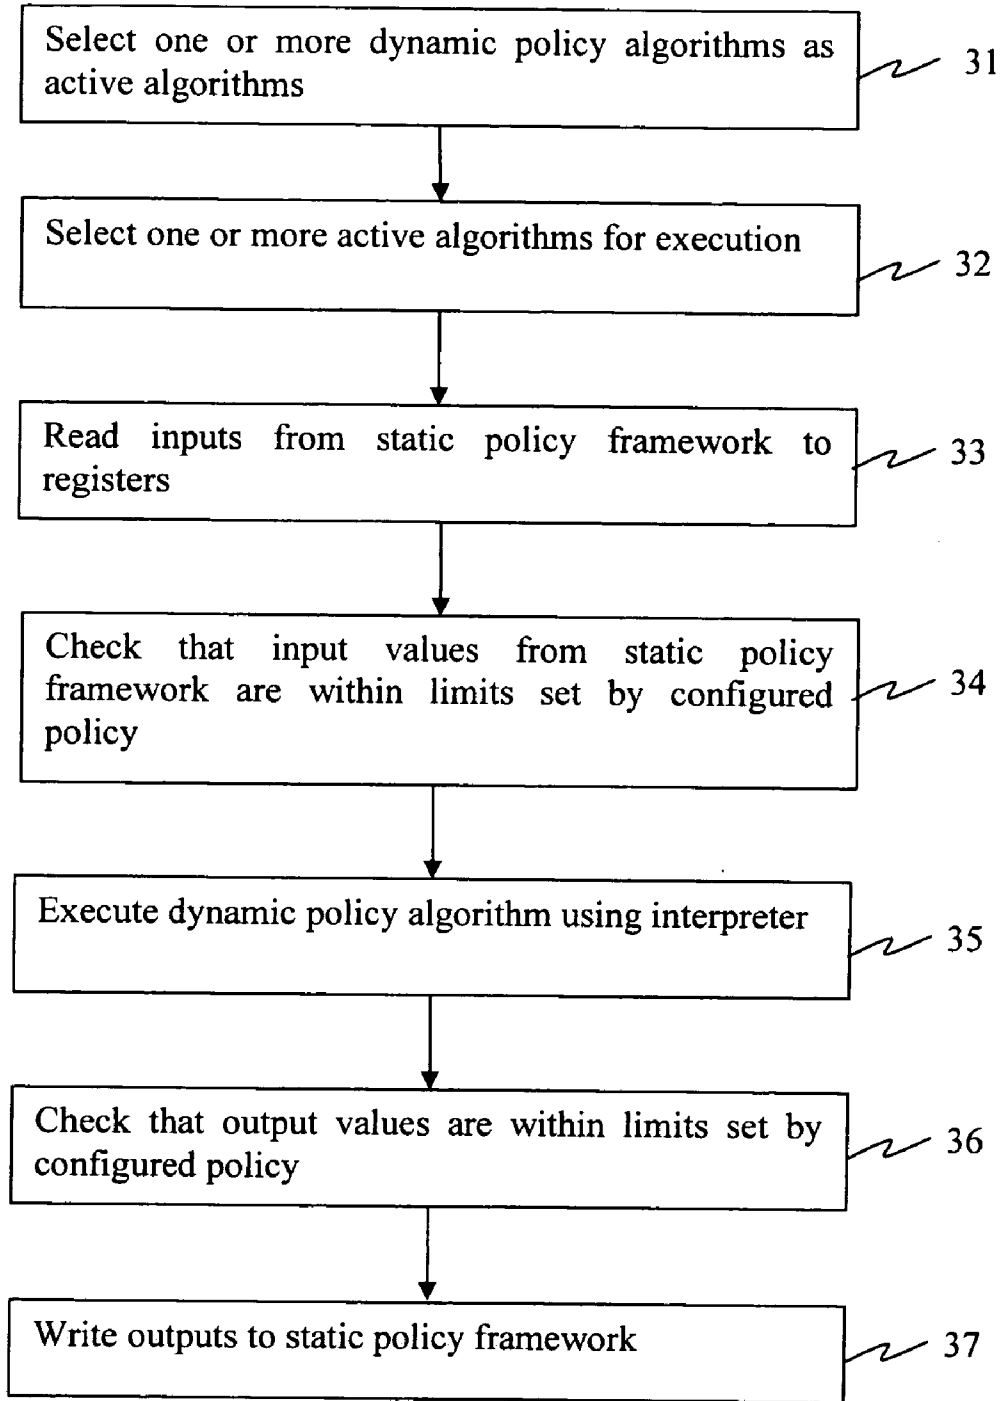 Select one or more dynamic policy algorithms as
active algorithms
31
Select one or more active algorithms for execution
32
Read inputs from static policy framework to
registers
33
Check that input values from static policy
framework are within limits set by configured
policy
34
Execute dynamic policy algorithm using interpreter
35
Check that output values are within limits set by
configured policy
36
Write outputs to static policy framework
37